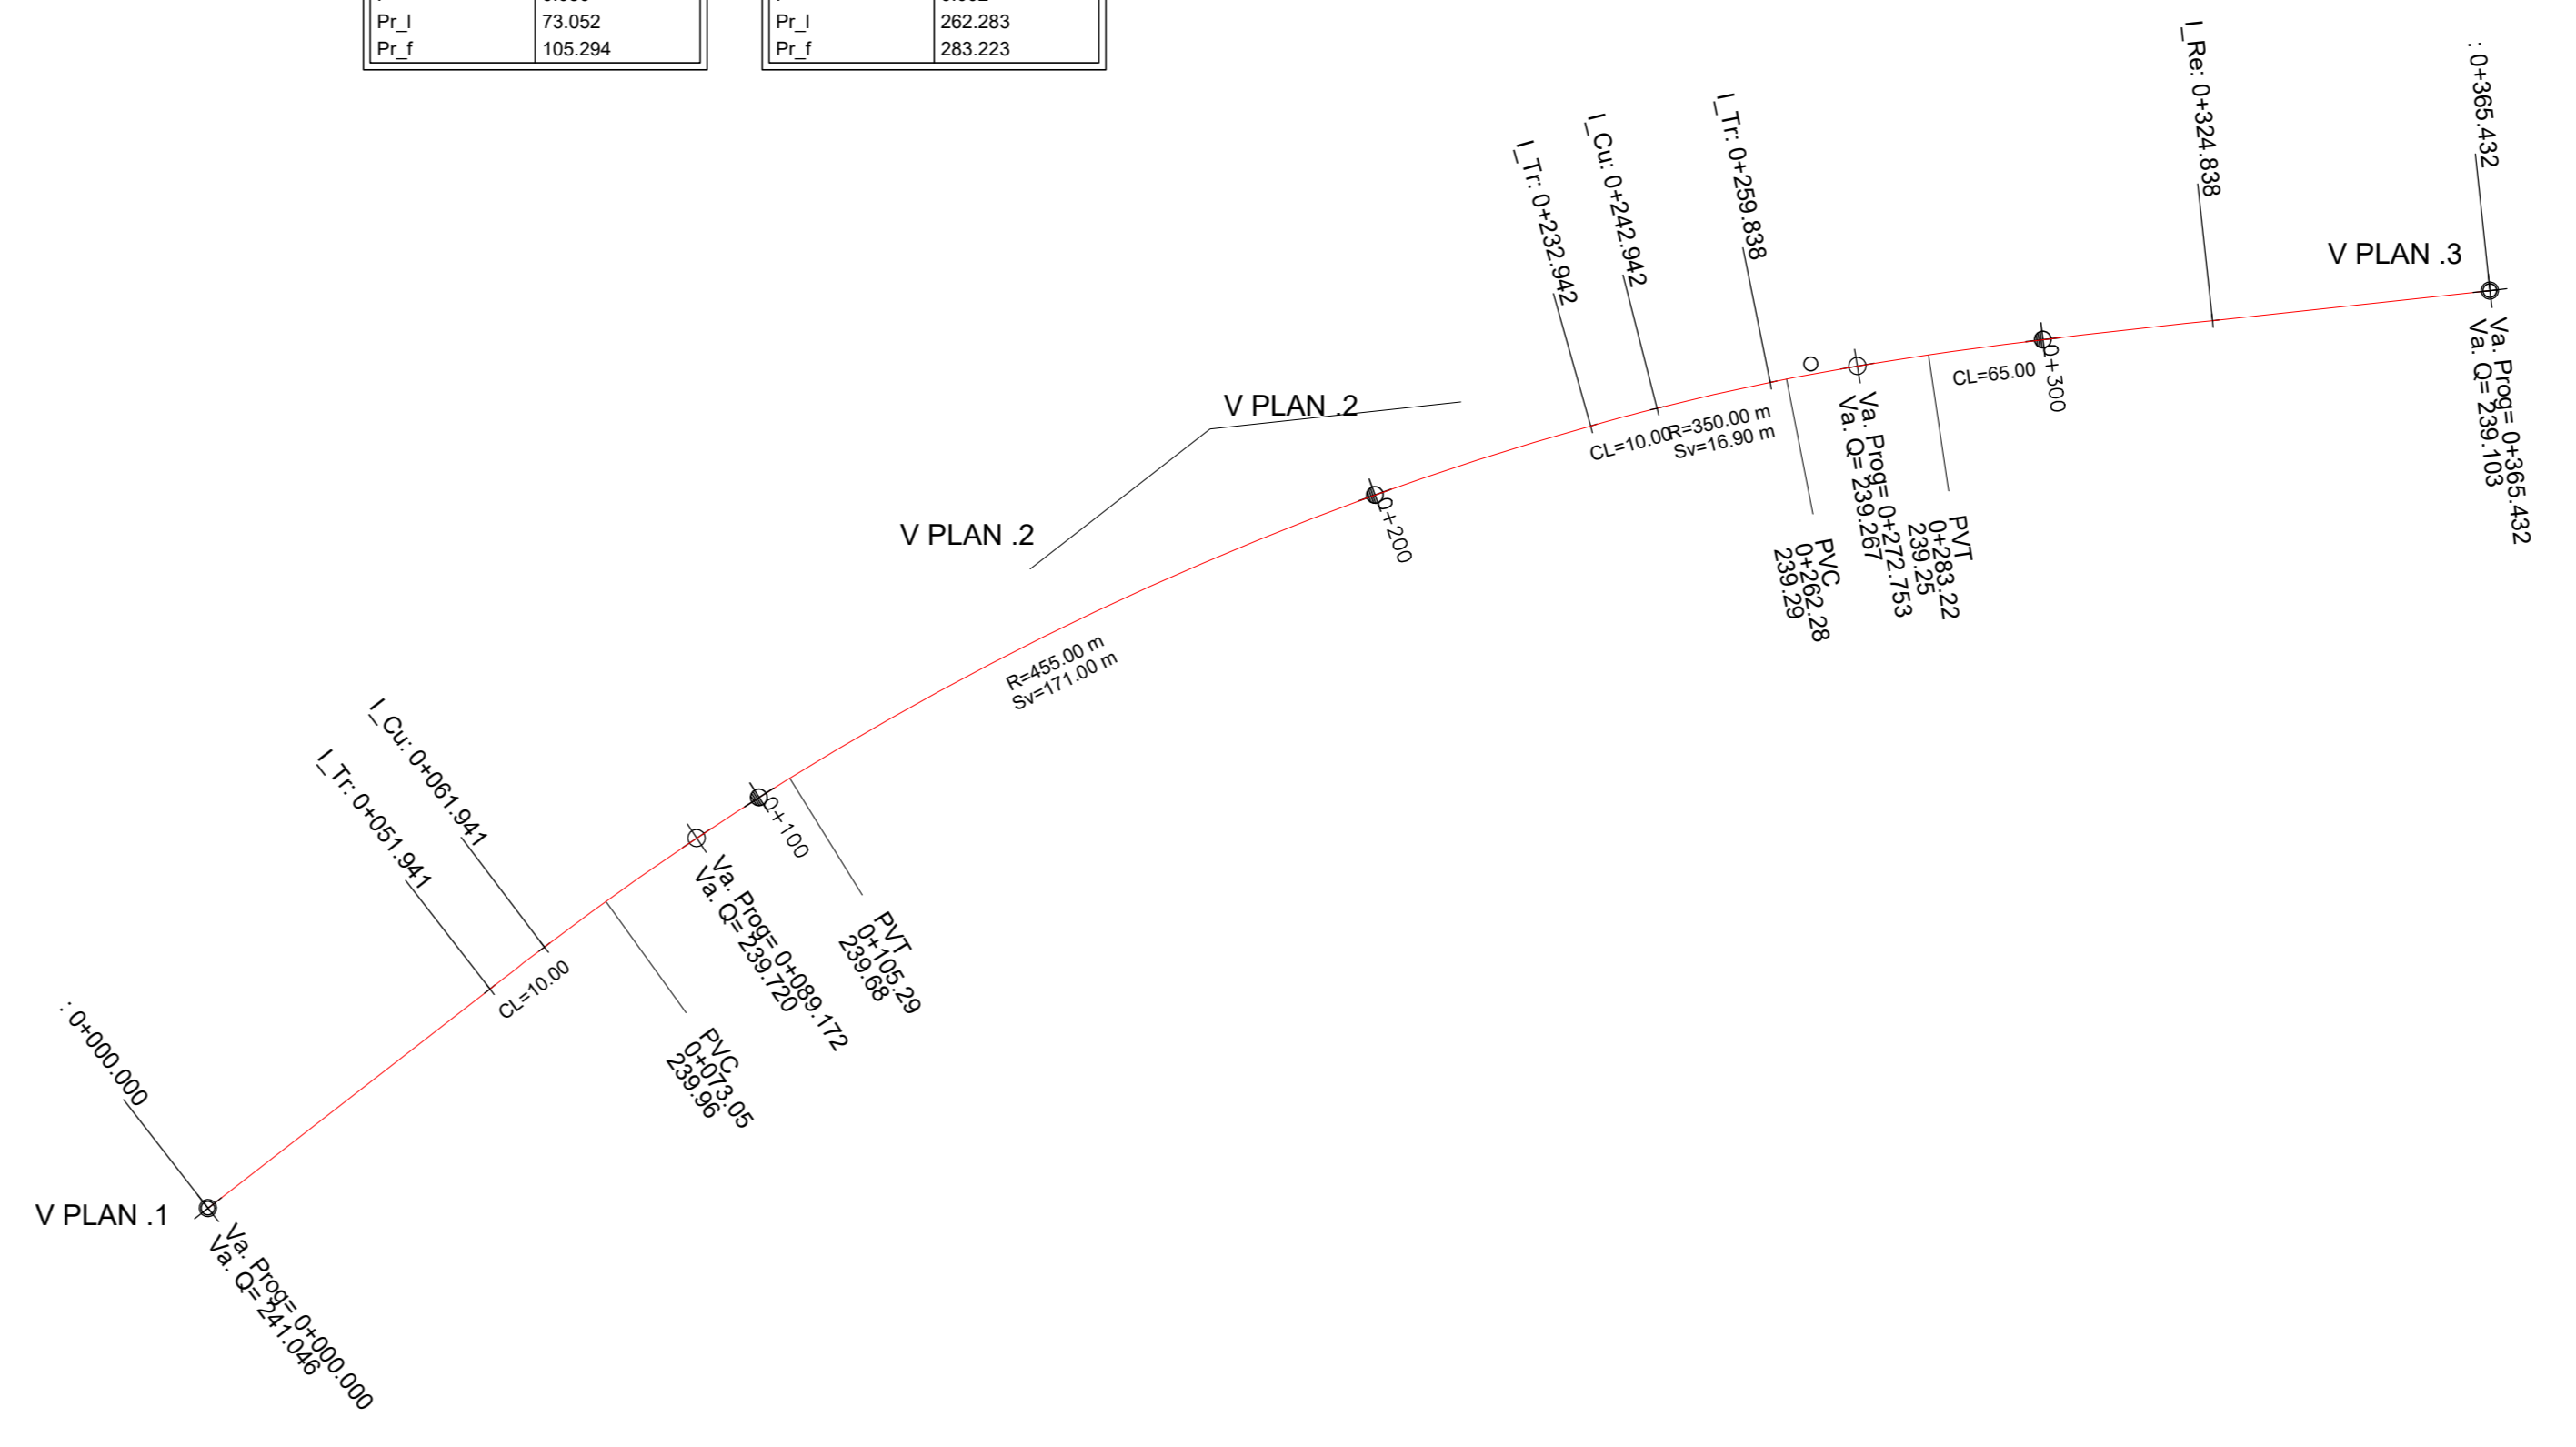 Pr_I 73.052
Pr_f 105.294
Pr_I 262.283
Pr_f 283.223
I_Re: 0+324.838
: 0+365.432
I_Tr: 0+232.942
I_Cu: 0+242.942
I_Tr: 0+259.838
V PLAN .3
V PLAN .2
V PLAN .2
CL=10.00
R=350.00 m
Sv=16.90 m
CL=65.00
0+300
Va. Prog= 0+365.432
Va. Q= 239.103
0+200
Va. Prog= 0+272.753
Va. Q= 239.267
PVC
0+262.28
239.29
PVT
0+283.22
239.25
R=455.00 m
Sv=171.00 m
I_Cu: 0+061.941
I_Tr: 0+051.941
0+100
Va. Prog= 0+089.172
Va. Q= 239.720
PVT
0+105.29
239.68
CL=10.00
PVC
0+073.05
239.96
: 0+000.000
V PLAN .1
Va. Prog= 0+000.000
Va. Q= 241.046